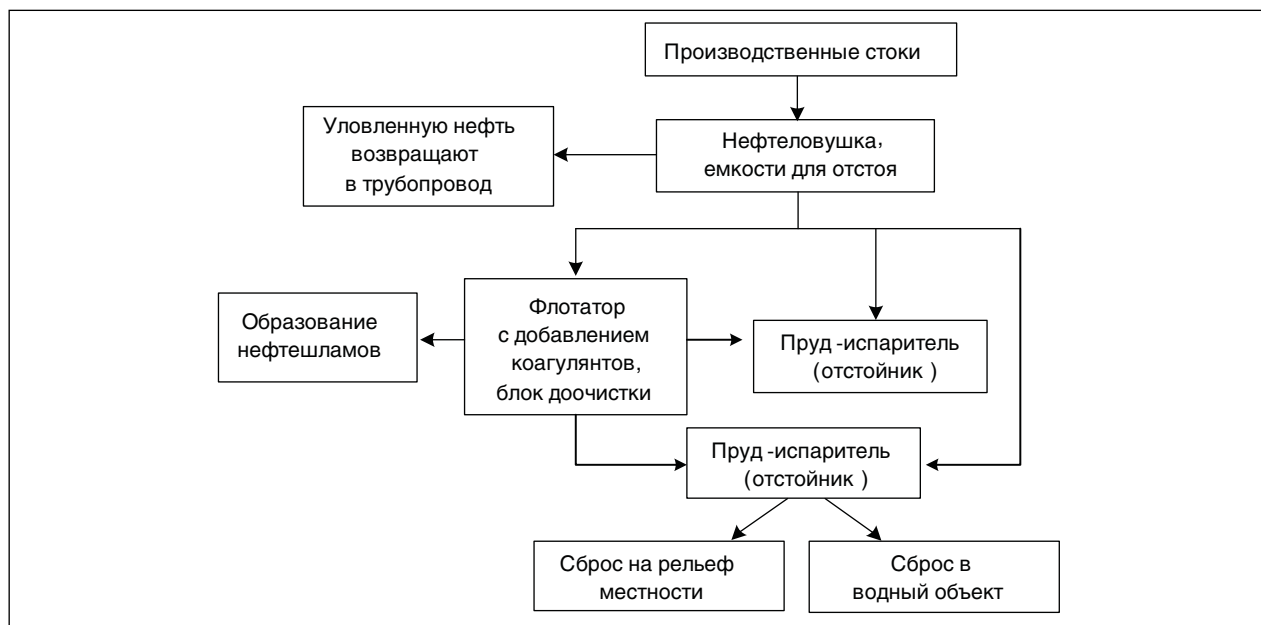 Производственные стоки
Уловленную нефть
возвращают
в трубопровод
Нефтеловушка,
емкости для отстоя
Образование
нефтешламов
Флотатор
с добавлением
коагулянтов,
блок доочистки
Пруд -испаритель
(отстойник )
Пруд -испаритель
(отстойник )
Сброс на рельеф
местности
Сброс в
водный объект